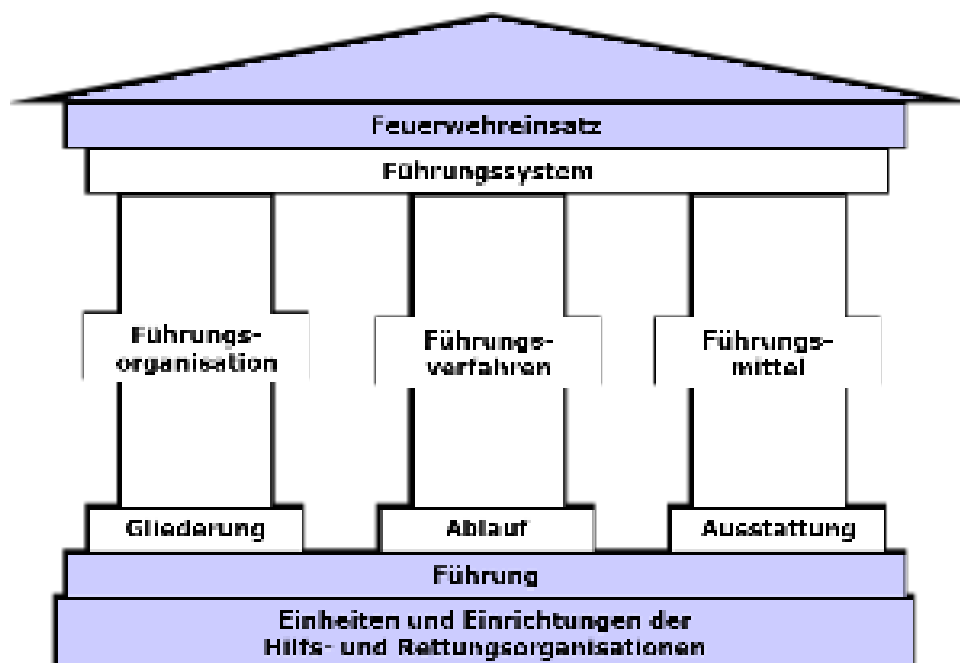 Feuerwehreinsatz
Führungssystem
Führungs-
organisation
Führungs-
verfahren
Führungs-
mittel
Gliederung
Ablauf
Ausstattung
Führung
Einheiten und Einrichtungen der
Hilfs- und Rettungsorganisationen